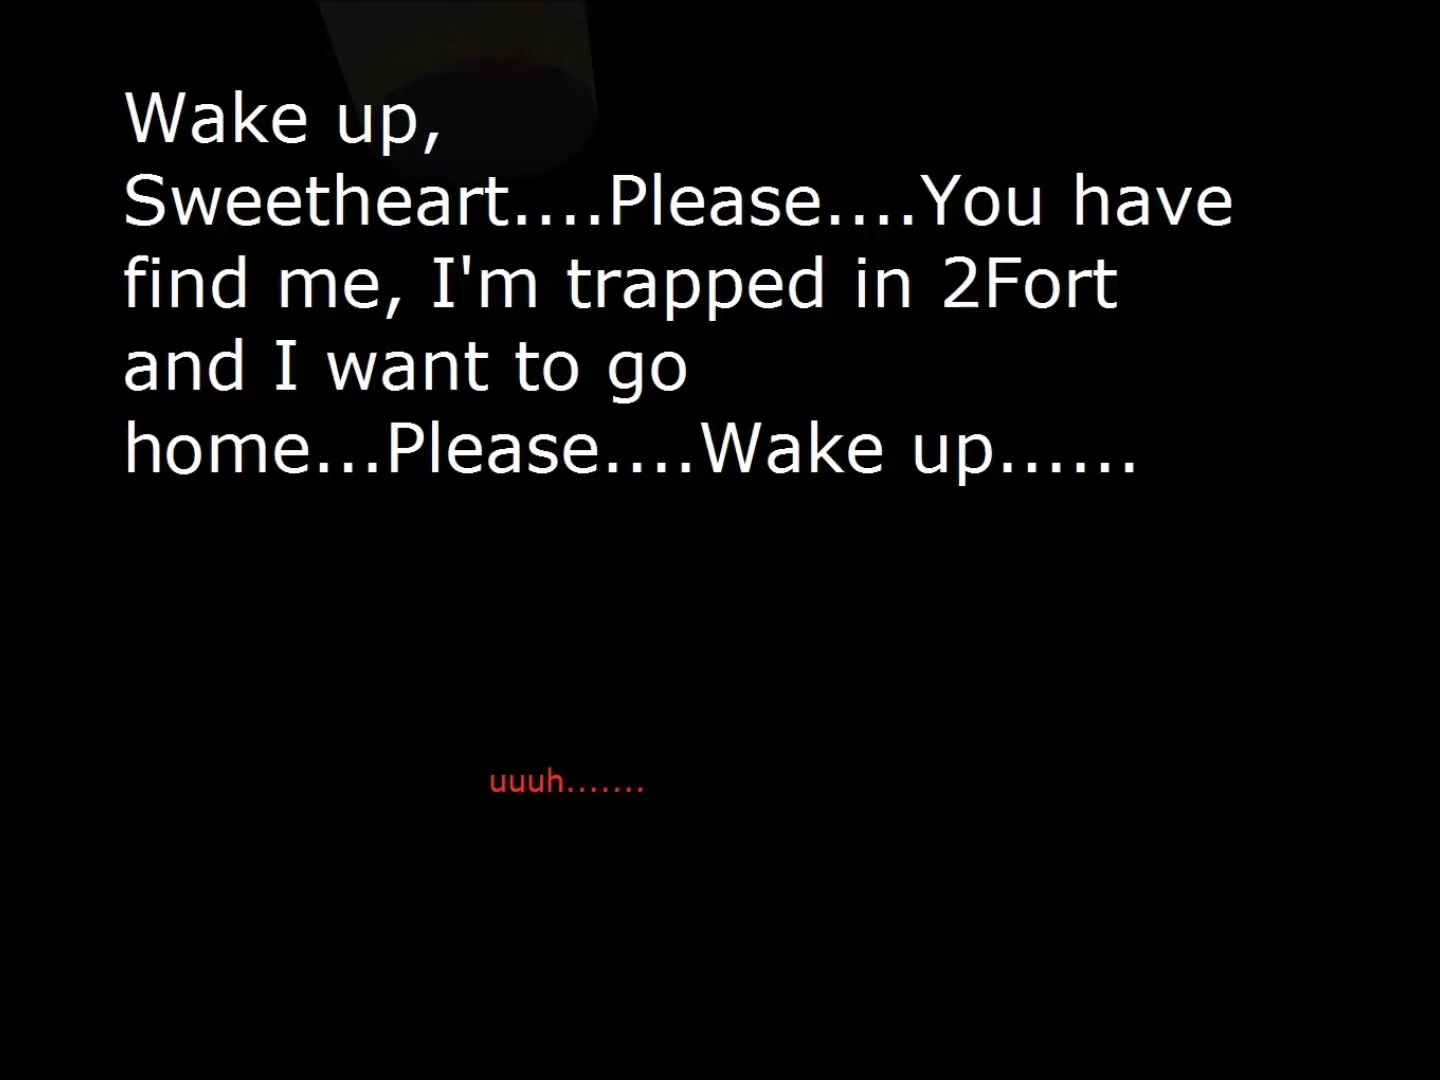 Wake up,
Sweetheart....Please....You have
find me, I'm trapped in 2Fort
and I want to go
home...Please....Wake up......
uuuh.......